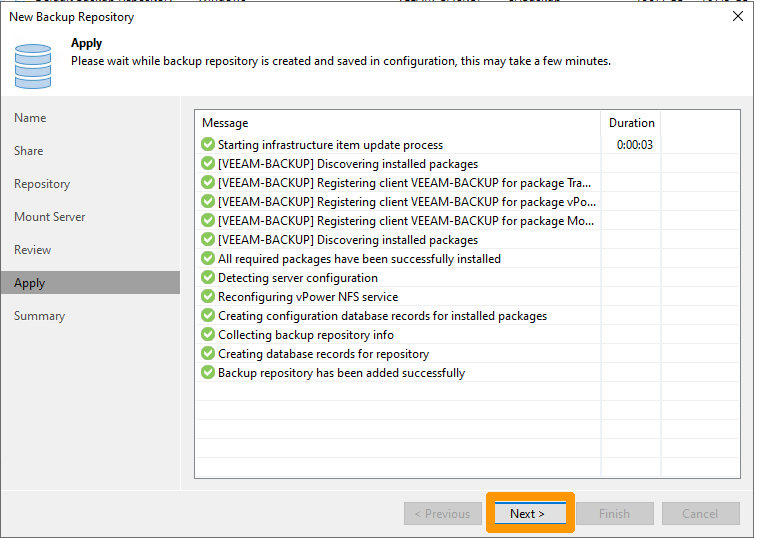 New Backup Repository
Apply
Please wait while backup repository is created and saved in configuration, this may take a few minutes.
Name
Share
Repository
Mount Server
Review
Apply
Summary
Message Duration
Starting infrastructure item update process 0:00:03
[VEEAM-BACKUP] Discovering installed packages
[VEEAM-BACKUP] Registering client VEEAM-BACKUP for package Tra...
[VEEAM-BACKUP] Registering client VEEAM-BACKUP for package vPo...
[VEEAM-BACKUP] Registering client VEEAM-BACKUP for package Mo...
[VEEAM-BACKUP] Discovering installed packages
All required packages have been successfully installed
Detecting server configuration
Reconfiguring vPower NFS service
Creating configuration database records for installed packages
Collecting backup repository info
Creating database records for repository
Backup repository has been added successfully
< Previous Next > Finish Cancel